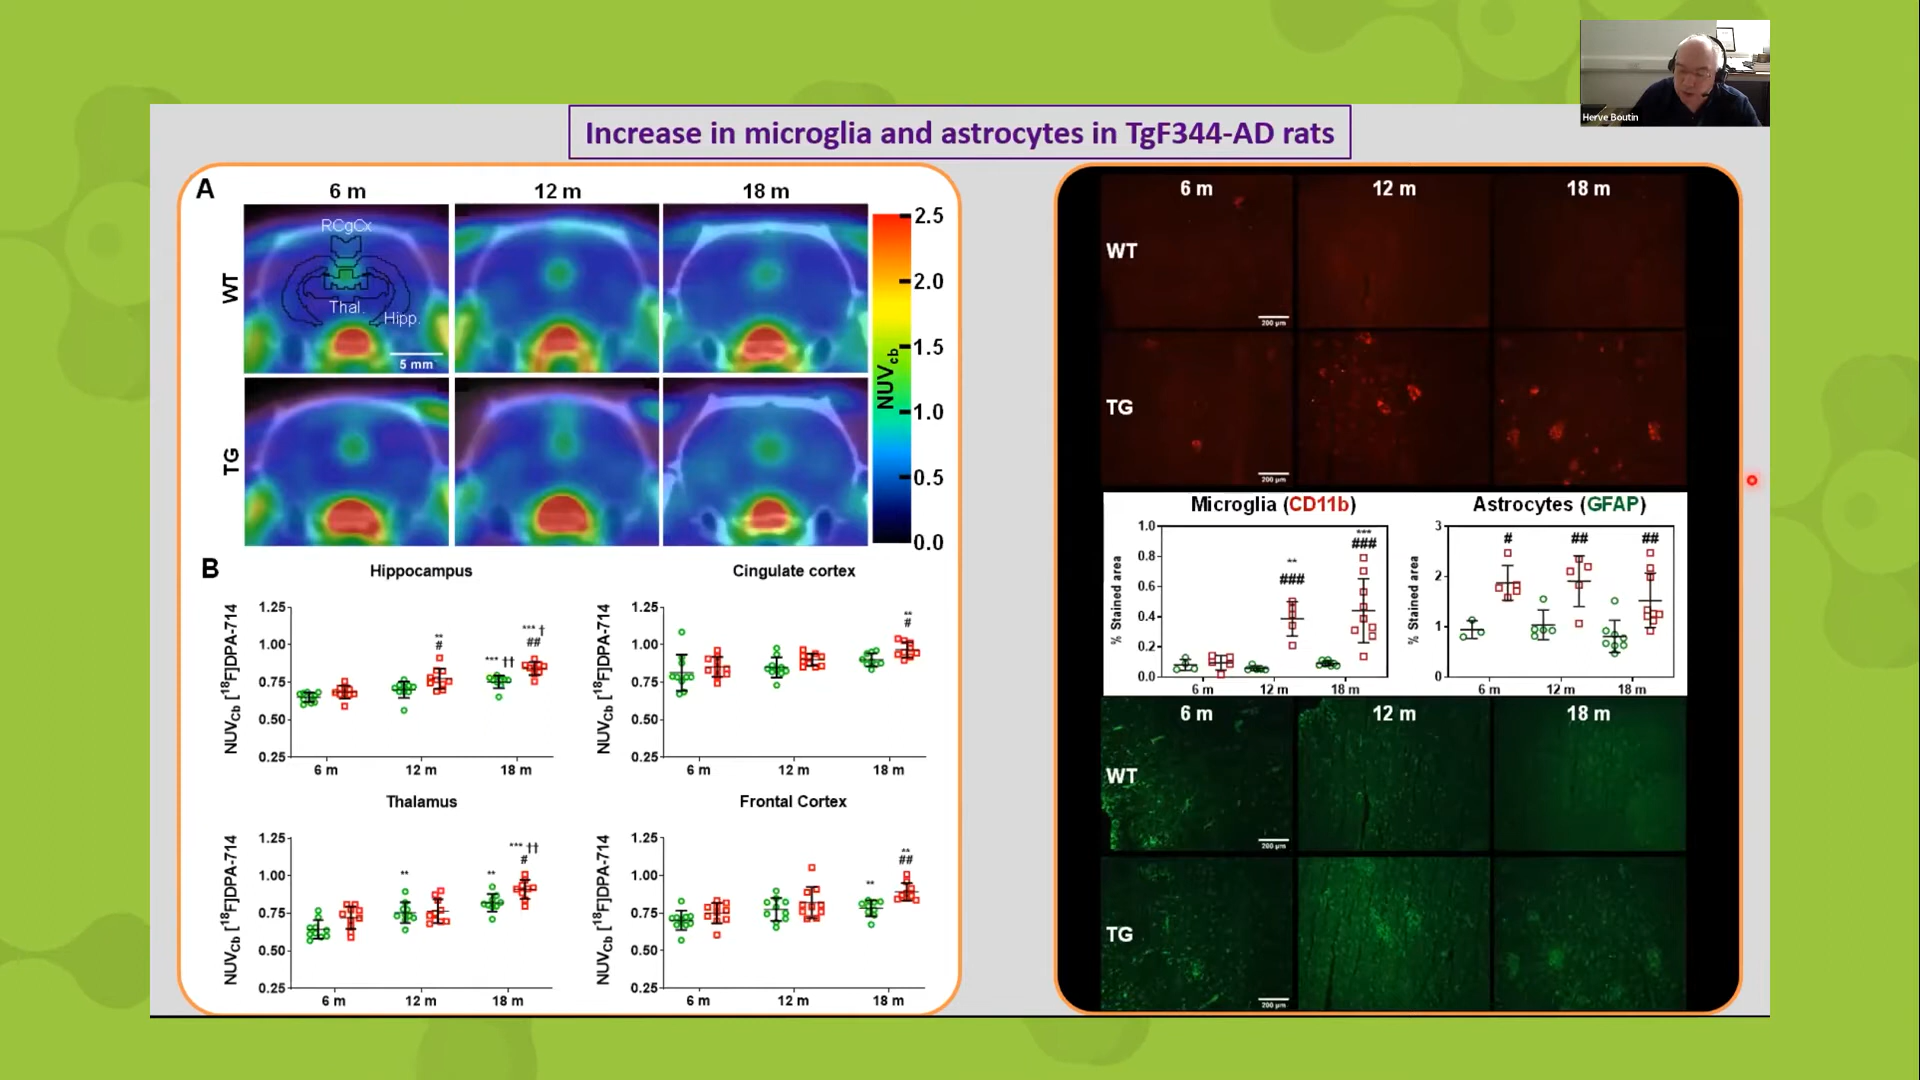 Herve Boutin
Increase in microglia and astrocytes in TgF344-AD rats
A
6 m 12 m 18 m
WT
RCgCx
Thal.
Hipp.
5 mm
TG
NUVcb
2.5
2.0
1.5
1.0
0.5
0.0
B
Hippocampus
NUVCb [18F]DPA-714
1.25
1.00
0.75
0.50
0.25
**
#
*** ††
*** †
##
6 m 12 m 18 m
Cingulate cortex
NUVCb [18F]DPA-714
1.25
1.00
0.75
0.50
0.25
**
#
6 m 12 m 18 m
Thalamus
NUVCb [18F]DPA-714
1.25
1.00
0.75
0.50
0.25
**
**
*** ††
#
6 m 12 m 18 m
Frontal Cortex
NUVCb [18F]DPA-714
1.25
1.00
0.75
0.50
0.25
**
**
##
6 m 12 m 18 m
6 m 12 m 18 m
WT
200 µm
TG
200 µm
Microglia (CD11b)
% Stained area
1.0
0.8
0.6
0.4
0.2
0.0
**
###
***
###
6 m 12 m 18 m
Astrocytes (GFAP)
% Stained area
3
2
1
0
# ## ##
6 m 12 m 18 m
6 m 12 m 18 m
WT
200 µm
TG
200 µm